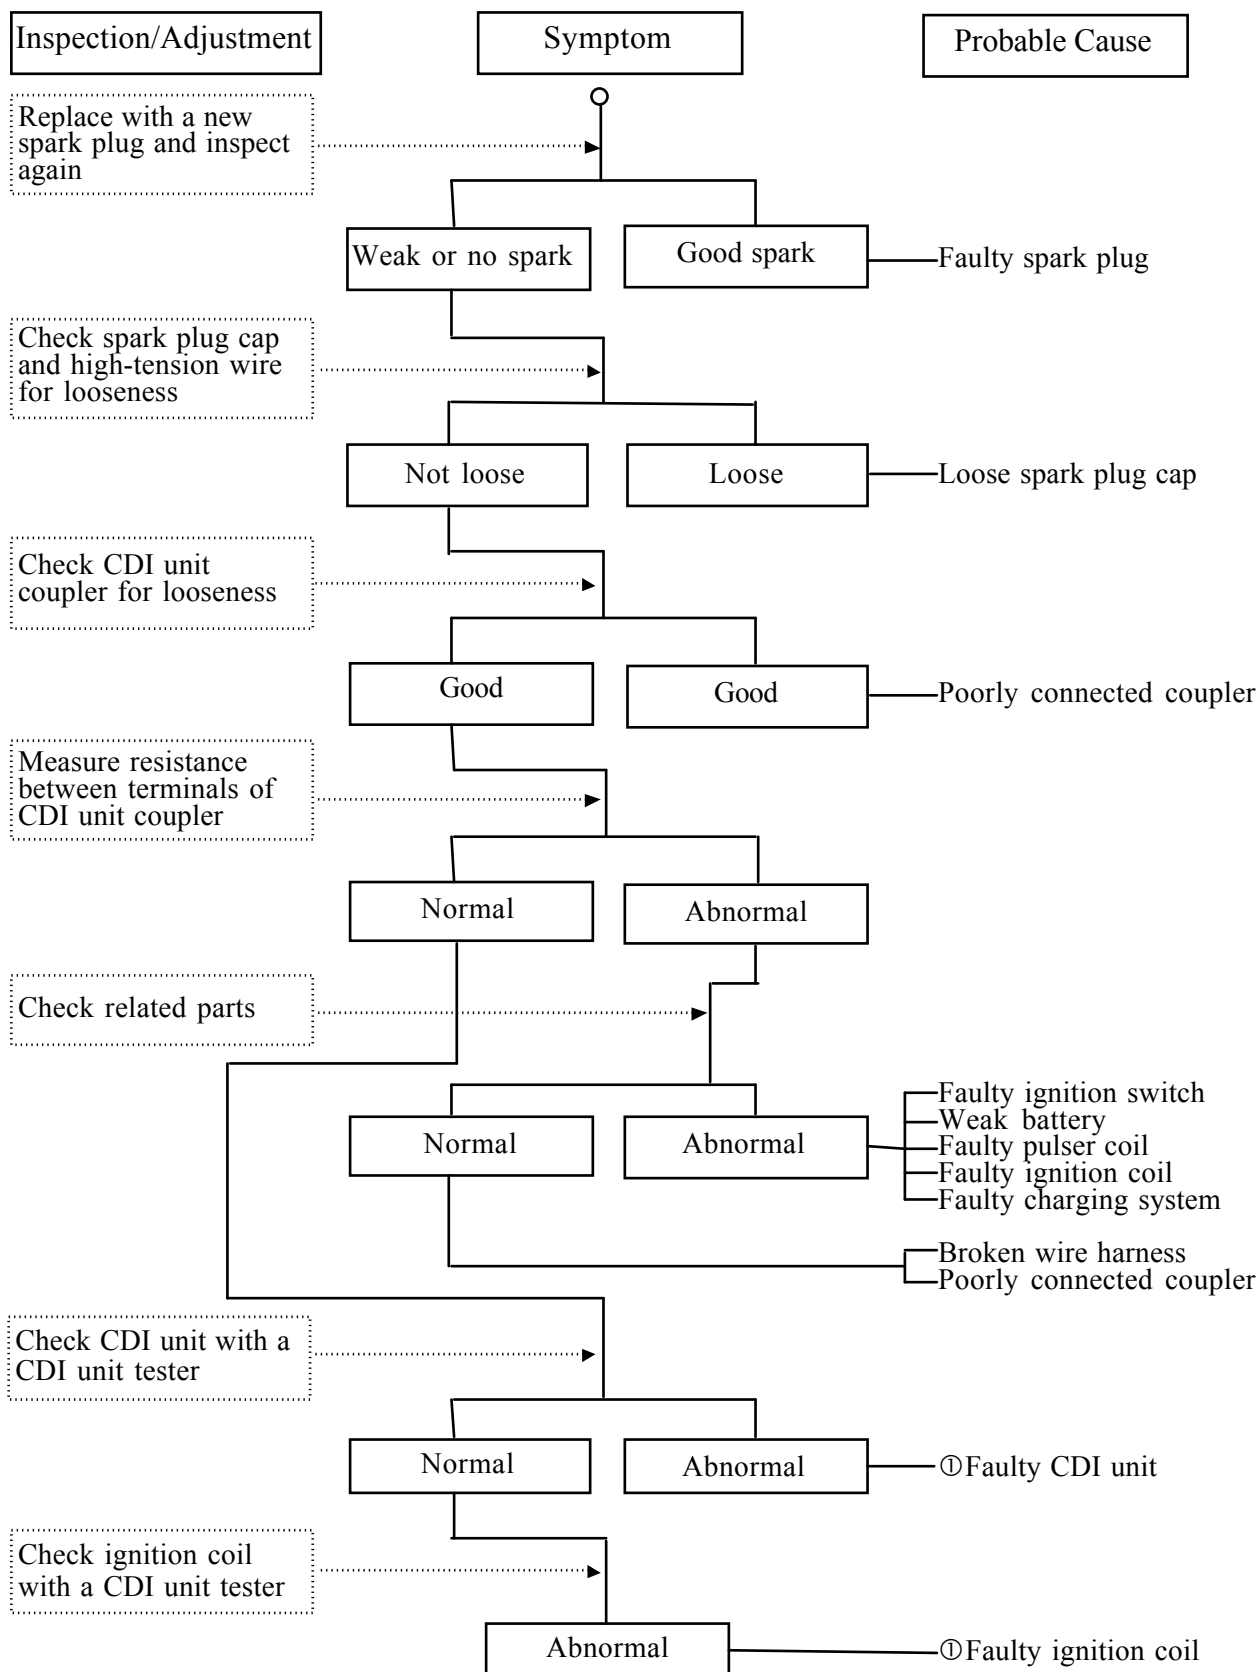 Inspection/Adjustment
Symptom
Probable Cause
Replace with a new
spark plug and inspect
again
Weak or no spark
Good spark
Faulty spark plug
Check spark plug cap
and high-tension wire
for looseness
Not loose
Loose
Loose spark plug cap
Check CDI unit
coupler for looseness
Good
Good
Poorly connected coupler
Measure resistance
between terminals of
CDI unit coupler
Normal
Abnormal
Check related parts
Normal
Abnormal
Faulty ignition switch
Weak battery
Faulty pulser coil
Faulty ignition coil
Faulty charging system
Broken wire harness
Poorly connected coupler
Check CDI unit with a
CDI unit tester
Normal
Abnormal
①Faulty CDI unit
Check ignition coil
with a CDI unit tester
Abnormal
①Faulty ignition coil